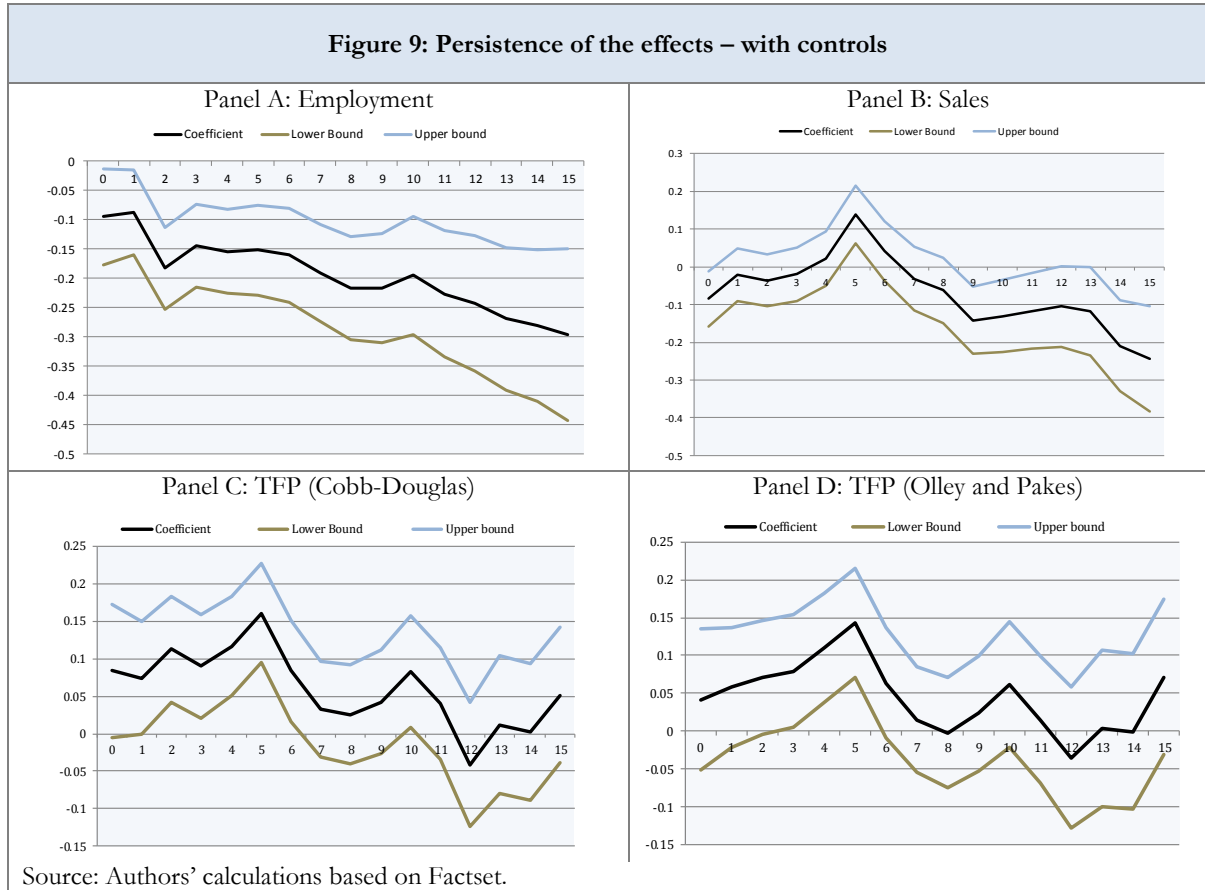 Figure 9: Persistence of the effects – with controls
Panel A: Employment
Coefficient Lower Bound Upper bound
0
-0.05
-0.1
-0.15
-0.2
-0.25
-0.3
-0.35
-0.4
-0.45
-0.5
0 1 2 3 4 5 6 7 8 9 10 11 12 13 14 15
Panel B: Sales
Coefficient Lower Bound Upper bound
0.3
0.2
0.1
0
-0.1
-0.2
-0.3
-0.4
-0.5
0 1 2 3 4 5 6 7 8 9 10 11 12 13 14 15
Panel C: TFP (Cobb-Douglas)
Coefficient Lower Bound Upper bound
0.25
0.2
0.15
0.1
0.05
0
-0.05
-0.1
-0.15
0 1 2 3 4 5 6 7 8 9 10 11 12 13 14 15
Panel D: TFP (Olley and Pakes)
Coefficient Lower Bound Upper bound
0.25
0.2
0.15
0.1
0.05
0
-0.05
-0.1
-0.15
0 1 2 3 4 5 6 7 8 9 10 11 12 13 14 15
Source: Authors’ calculations based on Factset.